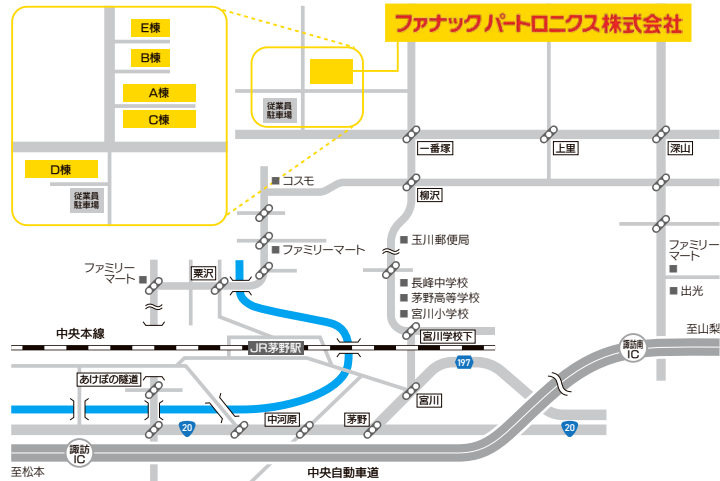 ファナック パートロニクス株式会社
E棟
B棟
A棟
C棟
D棟
従業員
駐車場
従業員
駐車場
一番塚
上里
深山
コスモ
柳沢
玉川郵便局
ファミリーマート
ファミリー
マート
ファミリー
マート
粟沢
長峰中学校
茅野高等学校
宮川小学校
出光
至山梨
中央本線
JR茅野駅
宮川学校下
諏訪南
IC
197
あけぼの隧道
宮川
中河原
茅野
20
20
諏訪
IC
至松本
中央自動車道